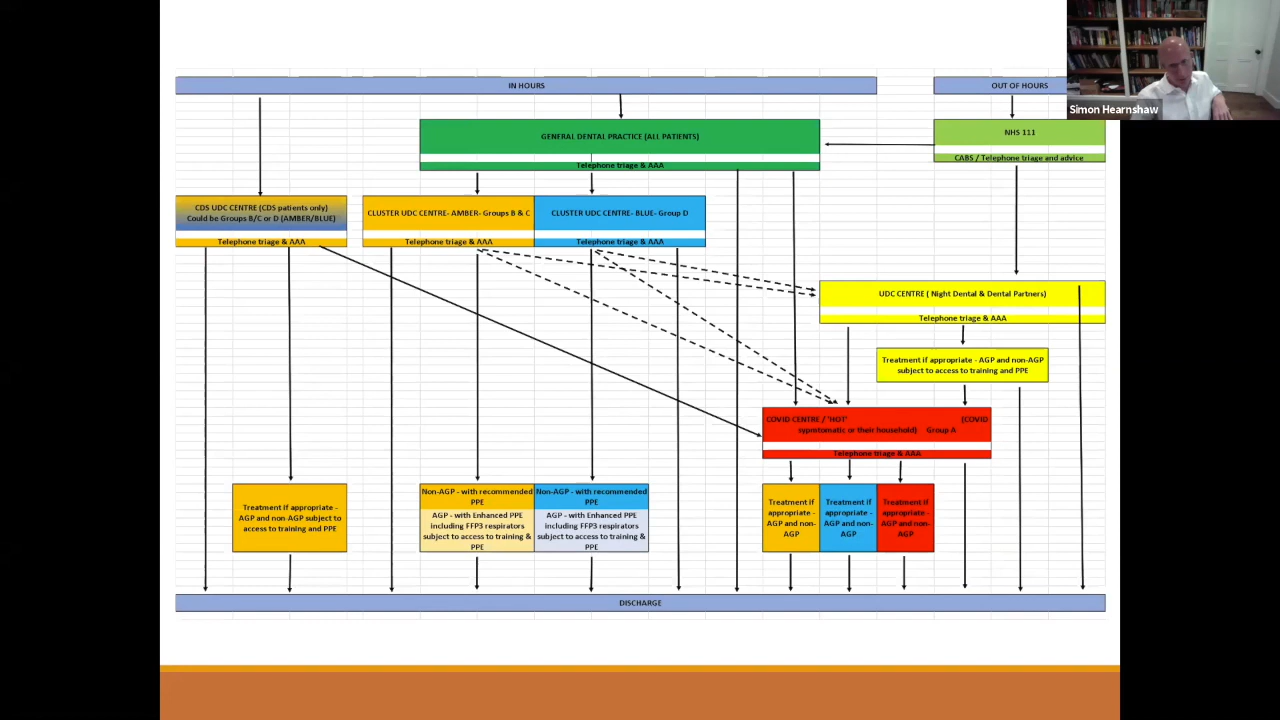 IN HOURS
OUT OF HOURS
Simon Hearnshaw
GENERAL DENTAL PRACTICE (ALL PATIENTS)
Telephone triage & AAA
NHS 111
CABS / Telephone triage and advice
CDS UDC CENTRE (CDS patients only)
Could be Groups B/C or D (AMBER/BLUE)
Telephone triage & AAA
CLUSTER UDC CENTRE- AMBER- Groups B & C
Telephone triage & AAA
CLUSTER UDC CENTRE- BLUE- Group D
Telephone triage & AAA
UDC CENTRE ( Night Dental & Dental Partners)
Telephone triage & AAA
Treatment if appropriate - AGP and non-AGP
subject to access to training and PPE
COVID CENTRE / 'HOT' (COVID
sypmtomatic or their household) Group A
Telephone triage & AAA
Treatment if appropriate -
AGP and non-AGP subject to
access to training and PPE
Non-AGP - with recommended
PPE
AGP - with Enhanced PPE
including FFP3 respirators
subject to access to training &
PPE
Non-AGP - with recommended
PPE
AGP - with Enhanced PPE
including FFP3 respirators
subject to access to training &
PPE
Treatment if
appropriate -
AGP and non-
AGP
Treatment if
appropriate -
AGP and non-
AGP
Treatment if
appropriate -
AGP and non-
AGP
DISCHARGE